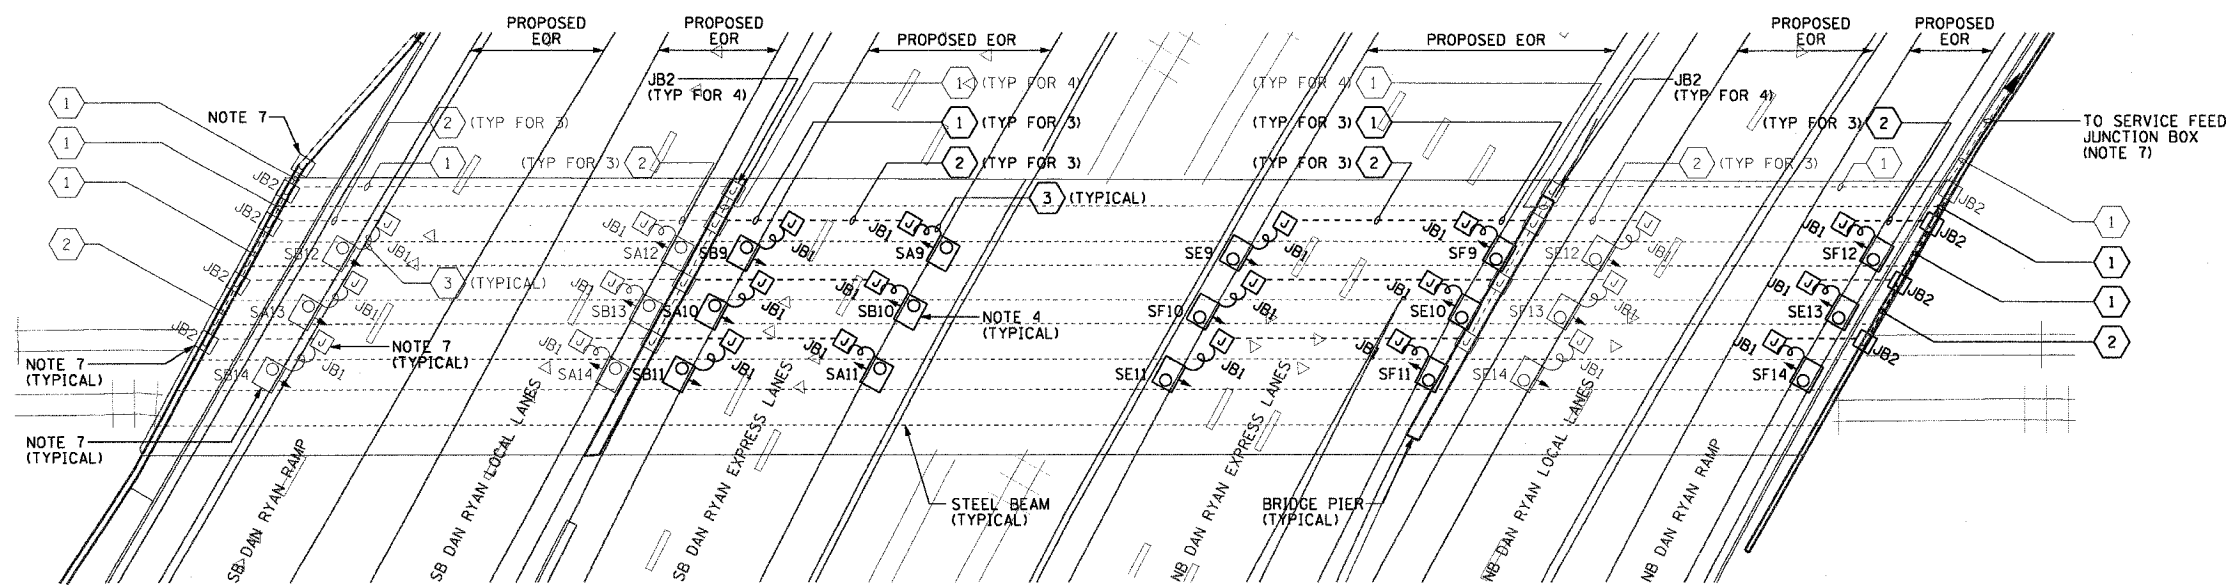 PROPOSED
EOR
PROPOSED
EOR
PROPOSED EOR
PROPOSED EOR
PROPOSED
EOR
PROPOSED
EOR
JB2
(TYP FOR 4)
1 (TYP FOR 4)
(TYP FOR 4) 1
JB2
(TYP FOR 4)
1
NOTE 7
2 (TYP FOR 3)
1 (TYP FOR 3)
(TYP FOR 3) 1
(TYP FOR 3) 2
TO SERVICE FEED
JUNCTION BOX
(NOTE 7)
1
1
(TYP FOR 3) 2
2 (TYP FOR 3)
(TYP FOR 3) 2
2 (TYP FOR 3)
1
1
JB2
3 (TYPICAL)
JB2
JB2
J
JB1
SB12
JB1
J
SA12
J
J
SB9
J
JB1
JB1
J
SA9
SE9
J
JB1
JB1
J
SF9
J
J
SE12
J
JB1
JB1
J
SF12
JB2
1
1
2
JB2
3 (TYPICAL)
J
SA13
JB1
JB1
J
SB13
SA10
J
JB1
JB1
J
SB10
NOTE 4
(TYPICAL)
SF10
J
JB1
JB1
J
SE10
SF13
J
JB1
JB1
J
SE13
JB2
1
JB2
NOTE 7
(TYPICAL)
NOTE 7
(TYPICAL)
J
SB14
JB1
JB1
J
SA14
J
SB11
J
JB1
JB1
J
SA11
SE11
J
JB1
JB1
J
SF11
J
SE14
J
JB1
JB1
J
SF14
JB2
2
NOTE 7
(TYPICAL)
STEEL BEAM
(TYPICAL)
BRIDGE PIER
(TYPICAL)
SB DAN RYAN RAMP
SB DAN RYAN LOCAL LANES
SB DAN RYAN EXPRESS LANES
NB DAN RYAN EXPRESS LANES
NB DAN RYAN LOCAL LANES
NB DAN RYAN RAMP